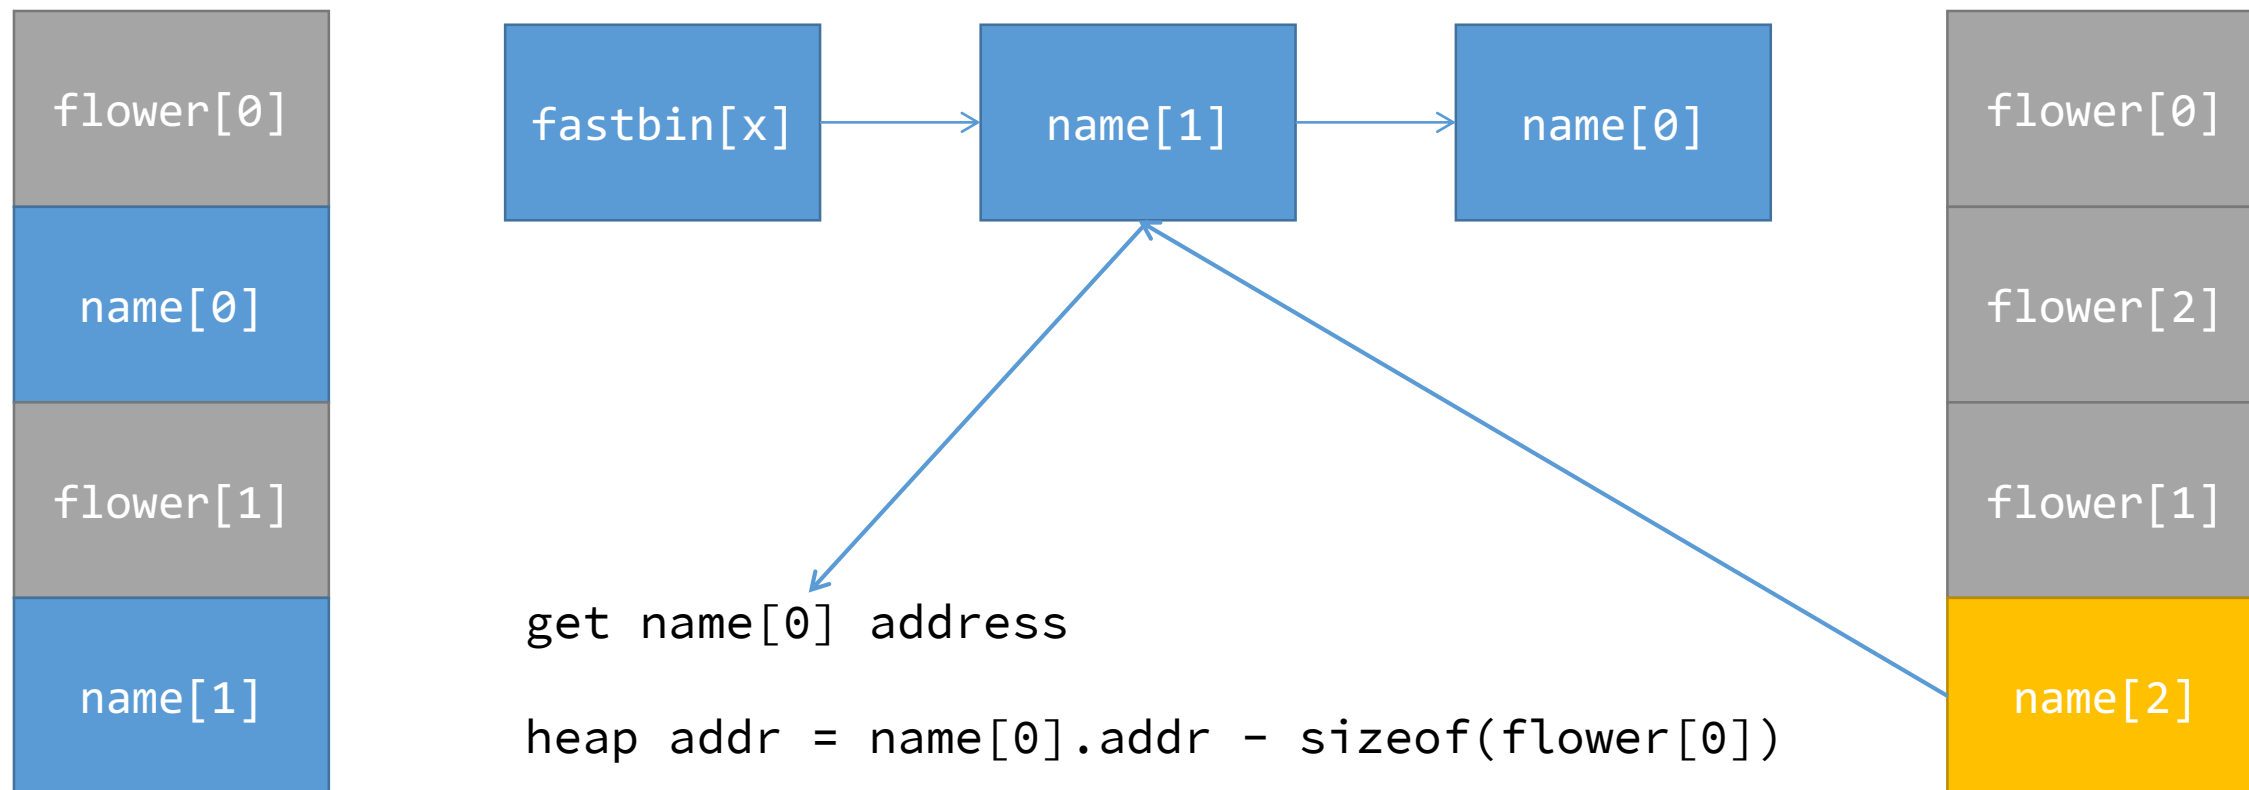 flower[0]
name[0]
flower[1]
name[1]
fastbin[x]
name[1]
name[0]
get name[0] address
heap addr = name[0].addr - sizeof(flower[0])
flower[0]
flower[2]
flower[1]
name[2]